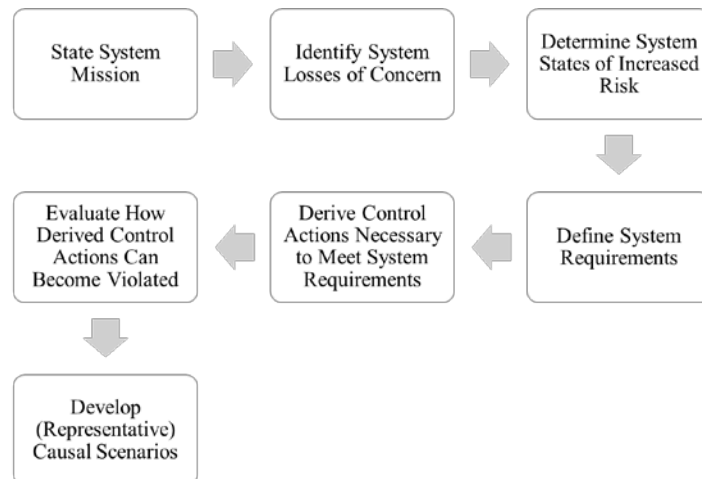 State System
Mission
Identify System
Losses of Concern
Determine System
States of Increased
Risk
Define System
Requirements
Derive Control
Actions Necessary
to Meet System
Requirements
Evaluate How
Derived Control
Actions Can
Become Violated
Develop
(Representative)
Causal Scenarios